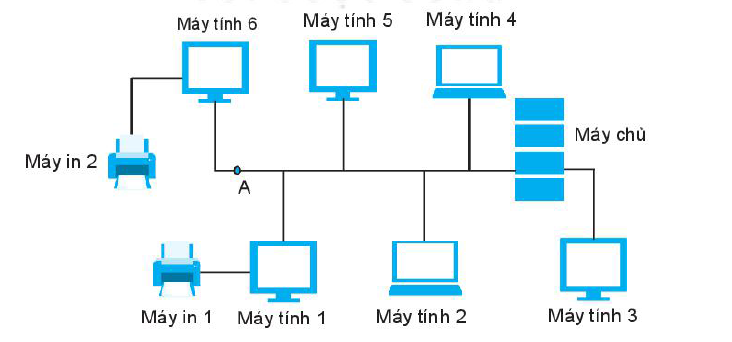 Máy tính 6
Máy tính 5
Máy tính 4
Máy chủ
Máy in 2
A
Máy in 1
Máy tính 1
Máy tính 2
Máy tính 3